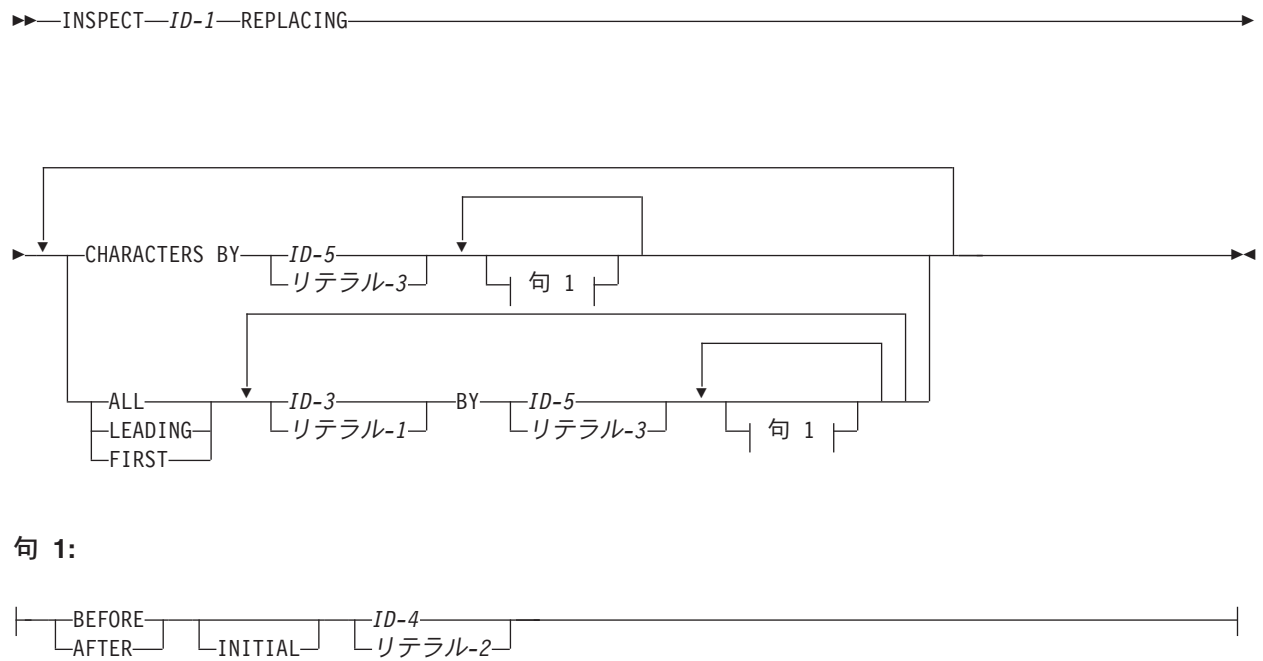 INSPECT ID-1 REPLACING
CHARACTERS BY ID-5
リテラル-3 句 1
ALL ID-3 BY ID-5
LEADING リテラル-1 リテラル-3 句 1
FIRST
句 1:
BEFORE ID-4
AFTER INITIAL リテラル-2